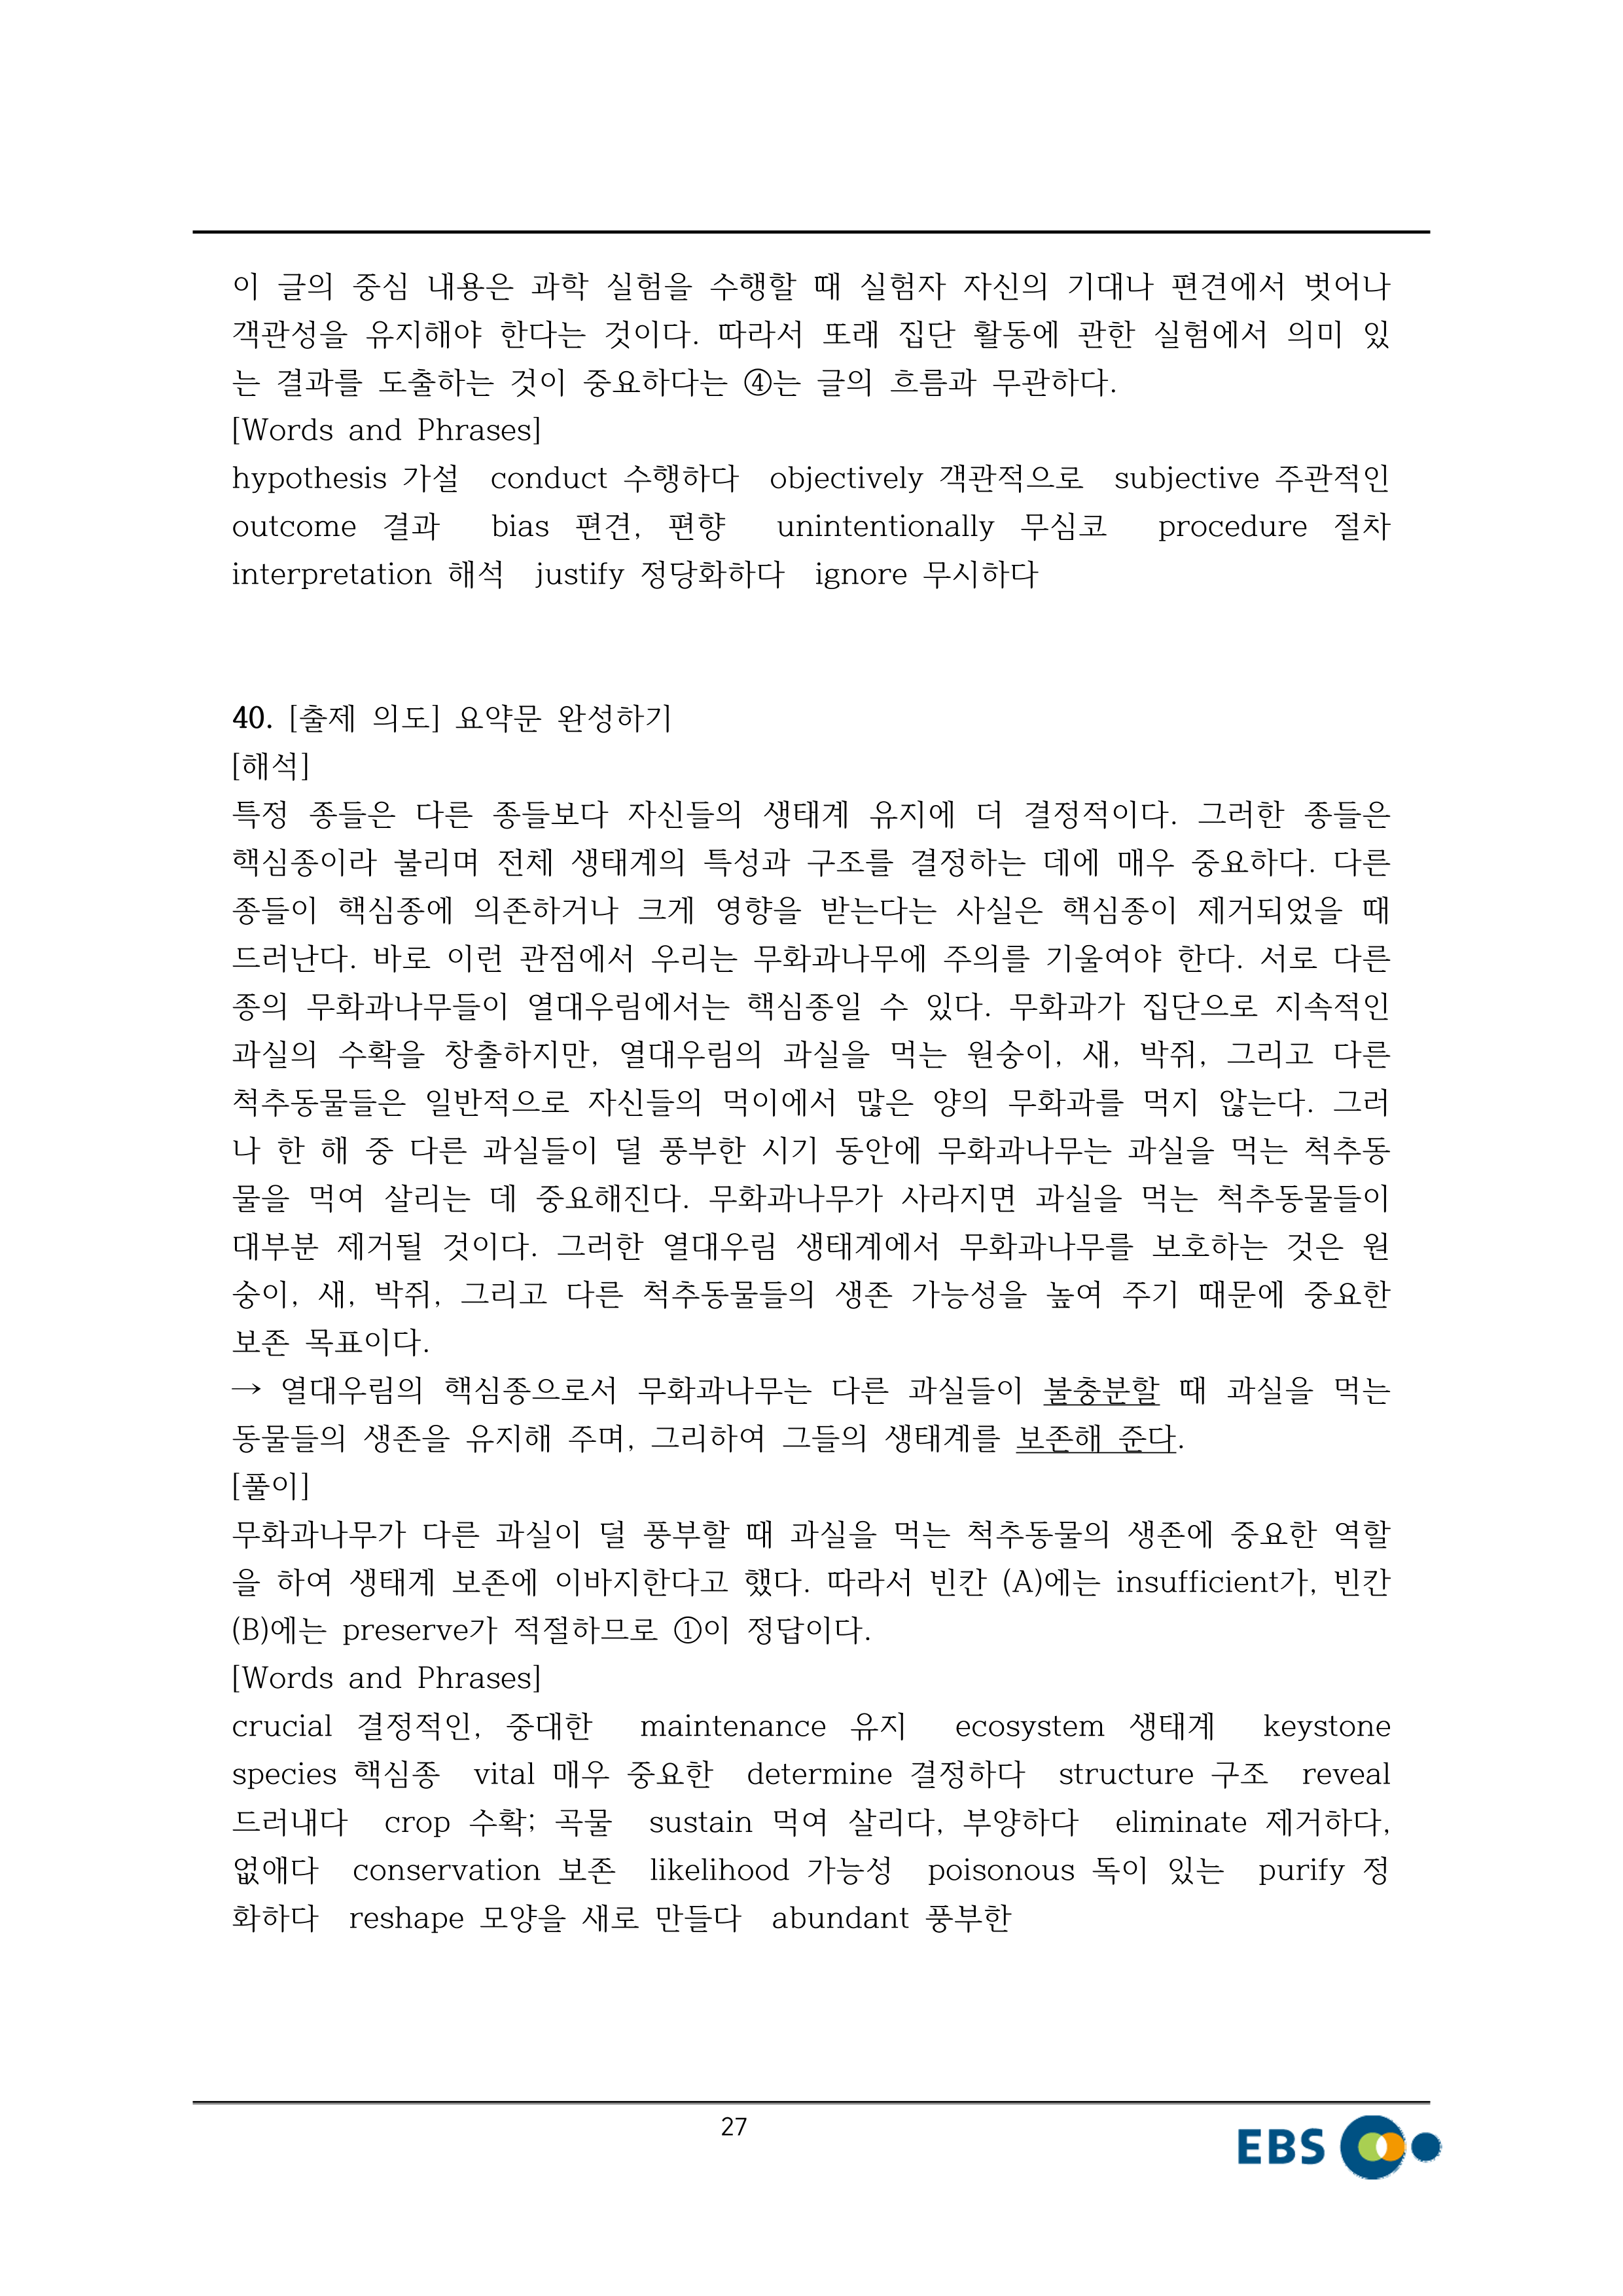 이 글의 중심 내용은 과학 실험을 수행할 때 실험자 자신의 기대나 편견에서 벗어나
객관성을 유지해야 한다는 것이다. 따라서 또래 집단 활동에 관한 실험에서 의미 있
는 결과를 도출하는 것이 중요하다는 ④는 글의 흐름과 무관하다.
[Words and Phrases]
hypothesis 가설 conduct 수행하다 objectively 객관적으로 subjective 주관적인
outcome 결과 bias 편견, 편향 unintentionally 무심코 procedure 절차
interpretation 해석 justify 정당화하다 ignore 무시하다
40. [출제 의도] 요약문 완성하기
[해석]
특정 종들은 다른 종들보다 자신들의 생태계 유지에 더 결정적이다. 그러한 종들은
핵심종이라 불리며 전체 생태계의 특성과 구조를 결정하는 데에 매우 중요하다. 다른
종들이 핵심종에 의존하거나 크게 영향을 받는다는 사실은 핵심종이 제거되었을 때
드러난다. 바로 이런 관점에서 우리는 무화과나무에 주의를 기울여야 한다. 서로 다른
종의 무화과나무들이 열대우림에서는 핵심종일 수 있다. 무화과가 집단으로 지속적인
과실의 수확을 창출하지만, 열대우림의 과실을 먹는 원숭이, 새, 박쥐, 그리고 다른
척추동물들은 일반적으로 자신들의 먹이에서 많은 양의 무화과를 먹지 않는다. 그러
나 한 해 중 다른 과실들이 덜 풍부한 시기 동안에 무화과나무는 과실을 먹는 척추동
물을 먹여 살리는 데 중요해진다. 무화과나무가 사라지면 과실을 먹는 척추동물들이
대부분 제거될 것이다. 그러한 열대우림 생태계에서 무화과나무를 보호하는 것은 원
숭이, 새, 박쥐, 그리고 다른 척추동물들의 생존 가능성을 높여 주기 때문에 중요한
보존 목표이다.
→ 열대우림의 핵심종으로서 무화과나무는 다른 과실들이 불충분할 때 과실을 먹는
동물들의 생존을 유지해 주며, 그리하여 그들의 생태계를 보존해 준다.
[풀이]
무화과나무가 다른 과실이 덜 풍부할 때 과실을 먹는 척추동물의 생존에 중요한 역할
을 하여 생태계 보존에 이바지한다고 했다. 따라서 빈칸 (A)에는 insufficient가, 빈칸
(B)에는 preserve가 적절하므로 ①이 정답이다.
[Words and Phrases]
crucial 결정적인, 중대한 maintenance 유지 ecosystem 생태계 keystone
species 핵심종 vital 매우 중요한 determine 결정하다 structure 구조 reveal
드러내다 crop 수확; 곡물 sustain 먹여 살리다, 부양하다 eliminate 제거하다,
없애다 conservation 보존 likelihood 가능성 poisonous 독이 있는 purify 정
화하다 reshape 모양을 새로 만들다 abundant 풍부한
27
EBS